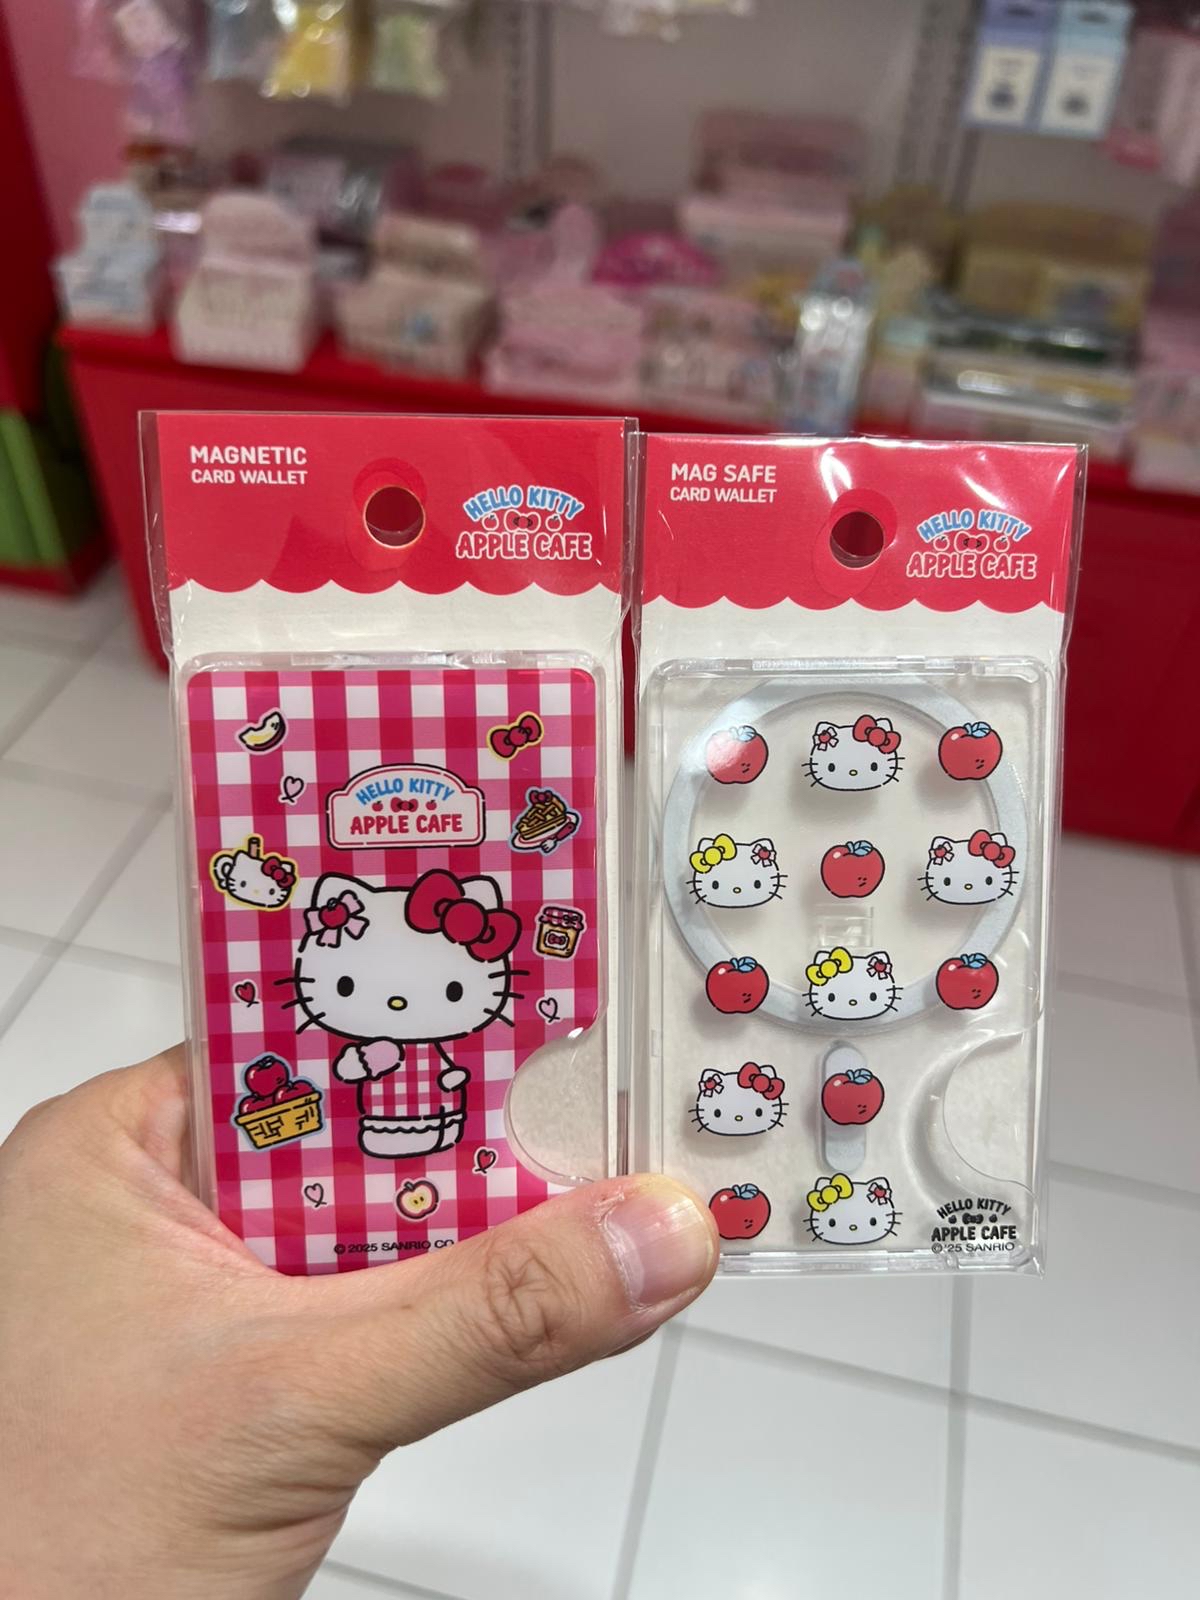 MAGNETIC
CARD WALLET
HELLO KITTY
APPLE CAFE
HELLO KITTY
APPLE CAFE
© 2025 SANRIO CO
MAG SAFE
CARD WALLET
HELLO KITTY
APPLE CAFE
HELLO KITTY
APPLE CAFE
© '25 SANRIO